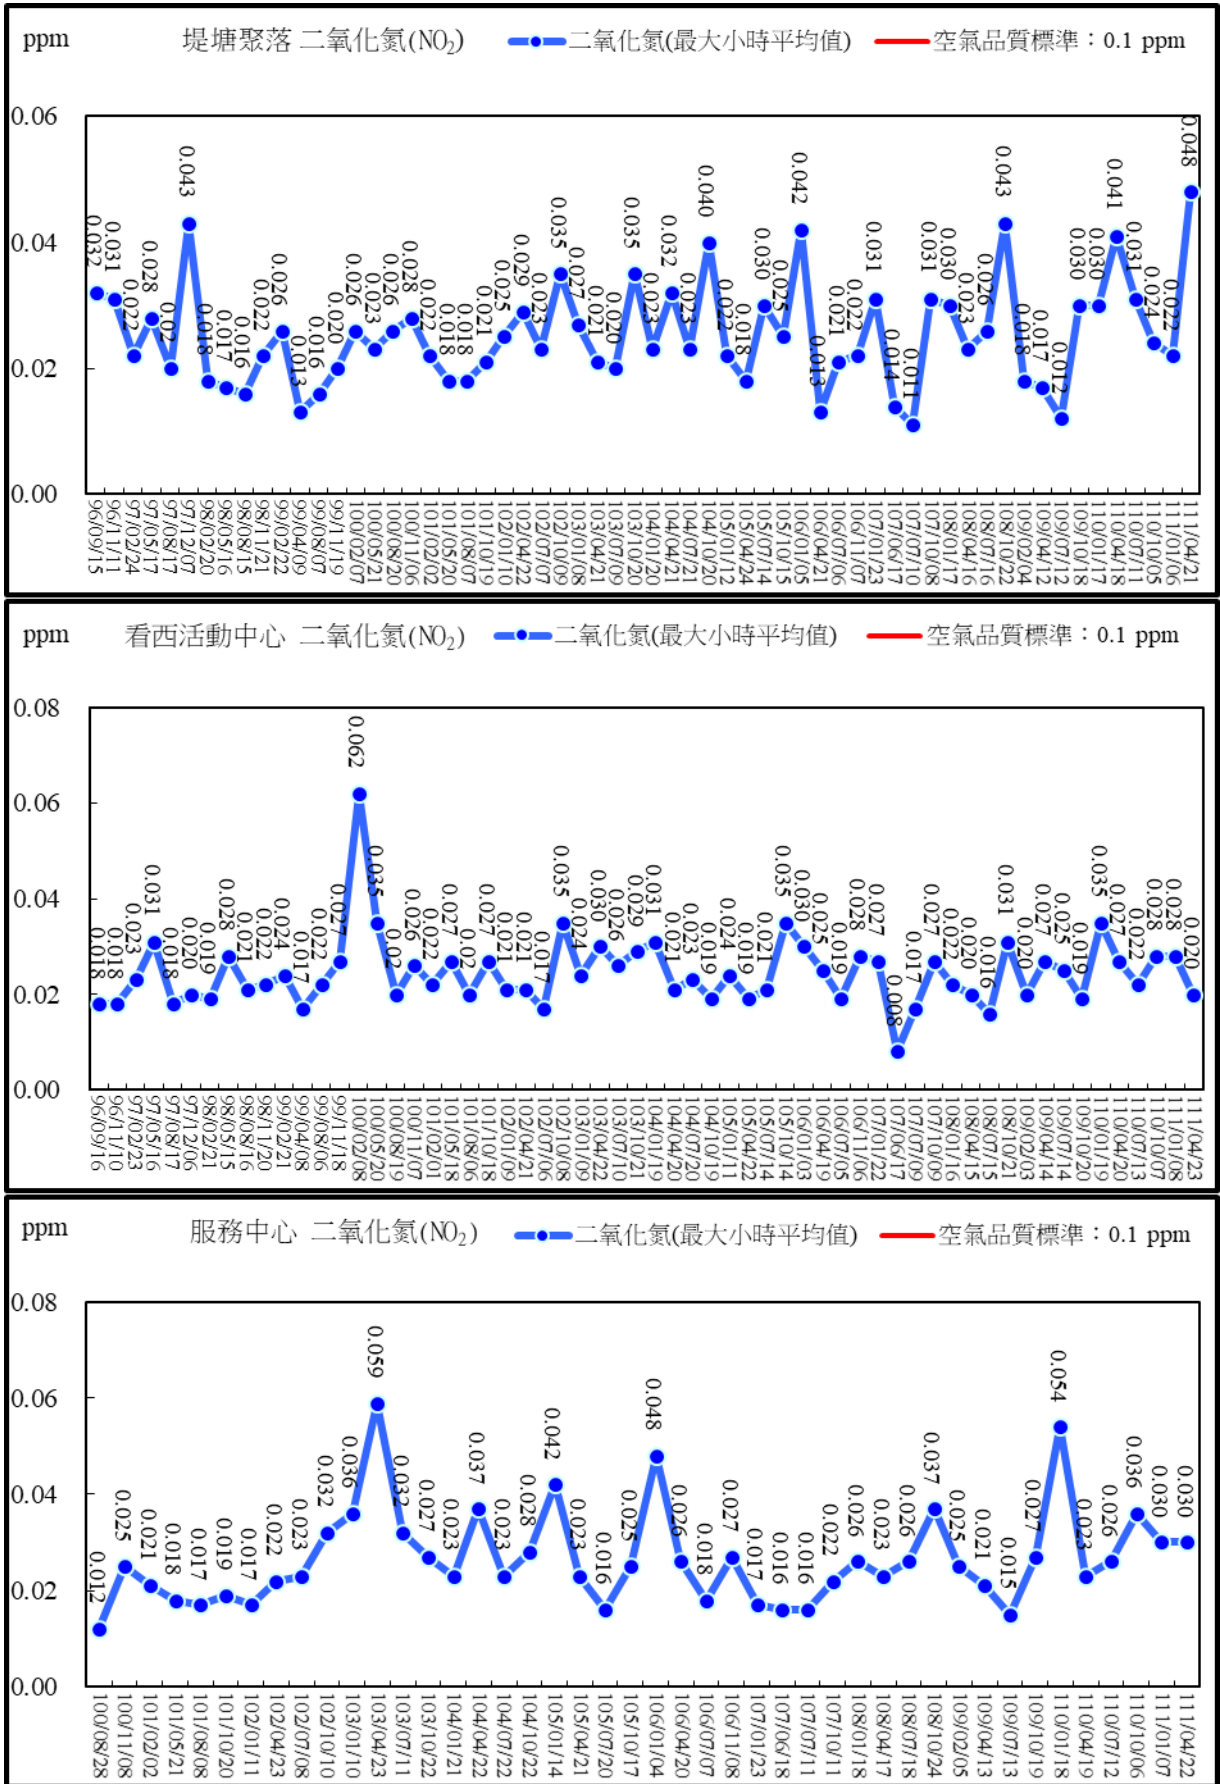 ppm 堤塘聚落 二氧化氮(NO₂) 二氧化氮(最大小時平均值) 空氣品質標準：0.1 ppm
0.06
0.04
0.02
0.00
0.032 0.031 0.022 0.028 0.02 0.043 0.018 0.017 0.016 0.022 0.026 0.013 0.016 0.020 0.026 0.023 0.026 0.028 0.022 0.018 0.018 0.021 0.025 0.029 0.023 0.035 0.027 0.021 0.020 0.035 0.023 0.032 0.023 0.040 0.022 0.018 0.030 0.025 0.042 0.013 0.021 0.022 0.031 0.014 0.011 0.031 0.030 0.023 0.026 0.043 0.018 0.017 0.012 0.030 0.030 0.041 0.031 0.024 0.022 0.048
96/09/15 96/11/11 97/02/24 97/05/17 97/08/17 97/12/07 98/02/20 98/05/16 98/08/15 98/11/21 99/02/22 99/04/09 99/08/07 99/11/19 100/02/07 100/05/21 100/08/20 100/11/06 101/02/02 101/05/20 101/08/07 101/10/19 102/01/10 102/04/22 102/07/07 102/10/09 103/01/08 103/04/21 103/07/09 103/10/20 104/01/20 104/04/21 104/07/21 104/10/20 105/01/12 105/04/24 105/07/14 105/10/16 106/01/05 106/04/21 106/07/06 106/11/07 107/01/23 107/06/17 107/07/10 107/10/08 108/01/17 108/04/16 108/07/16 108/10/22 109/02/04 109/04/12 109/07/12 109/10/18 110/01/17 110/04/18 110/07/11 110/10/05 111/01/06 111/04/21
ppm 看西活動中心 二氧化氮(NO₂) 二氧化氮(最大小時平均值) 空氣品質標準：0.1 ppm
0.08
0.06
0.04
0.02
0.00
0.018 0.018 0.023 0.031 0.018 0.020 0.019 0.028 0.021 0.022 0.024 0.017 0.022 0.027 0.062 0.035 0.02 0.026 0.022 0.027 0.02 0.027 0.021 0.021 0.017 0.035 0.024 0.030 0.026 0.029 0.031 0.021 0.023 0.019 0.024 0.019 0.021 0.035 0.030 0.025 0.019 0.028 0.027 0.008 0.017 0.027 0.022 0.020 0.016 0.031 0.020 0.027 0.025 0.019 0.035 0.027 0.022 0.028 0.028 0.020
96/09/16 96/11/10 97/02/23 97/05/16 97/08/17 97/12/06 98/02/21 98/05/15 98/08/16 98/11/20 99/02/21 99/04/08 99/08/06 99/11/18 100/02/08 100/05/20 100/08/19 100/11/07 101/02/01 101/05/18 101/08/06 101/10/18 102/01/09 102/04/21 102/07/06 102/10/08 103/01/09 103/04/22 103/07/10 103/10/21 104/01/19 104/04/20 104/07/20 104/10/19 105/01/11 105/04/22 105/07/14 105/10/14 106/01/03 106/04/19 106/07/05 106/11/06 107/01/22 107/06/17 107/07/09 107/10/09 108/01/16 108/04/15 108/07/15 108/10/21 109/02/03 109/04/14 109/07/14 109/10/20 110/01/19 110/04/20 110/07/13 110/10/07 111/01/08 111/04/23
ppm 服務中心 二氧化氮(NO₂) 二氧化氮(最大小時平均值) 空氣品質標準：0.1 ppm
0.08
0.06
0.04
0.02
0.00
0.012 0.025 0.021 0.018 0.017 0.019 0.017 0.022 0.023 0.032 0.036 0.059 0.032 0.027 0.023 0.037 0.023 0.028 0.042 0.023 0.016 0.025 0.048 0.026 0.018 0.027 0.017 0.016 0.016 0.022 0.026 0.023 0.026 0.037 0.025 0.021 0.015 0.027 0.054 0.023 0.026 0.036 0.030 0.030
100/08/28 100/11/08 101/02/02 101/05/21 101/08/08 101/10/20 102/01/11 102/04/23 102/07/08 102/10/10 103/01/10 103/04/23 103/07/11 103/10/22 104/01/21 104/04/22 104/07/22 104/10/22 105/01/14 105/04/21 105/07/20 105/10/17 106/01/04 106/04/20 106/07/07 106/11/08 107/01/23 107/06/18 107/07/11 107/10/11 108/01/18 108/04/17 108/07/18 108/10/24 109/02/05 109/04/13 109/07/13 109/10/19 110/01/18 110/04/19 110/07/12 110/10/06 111/01/07 111/04/22